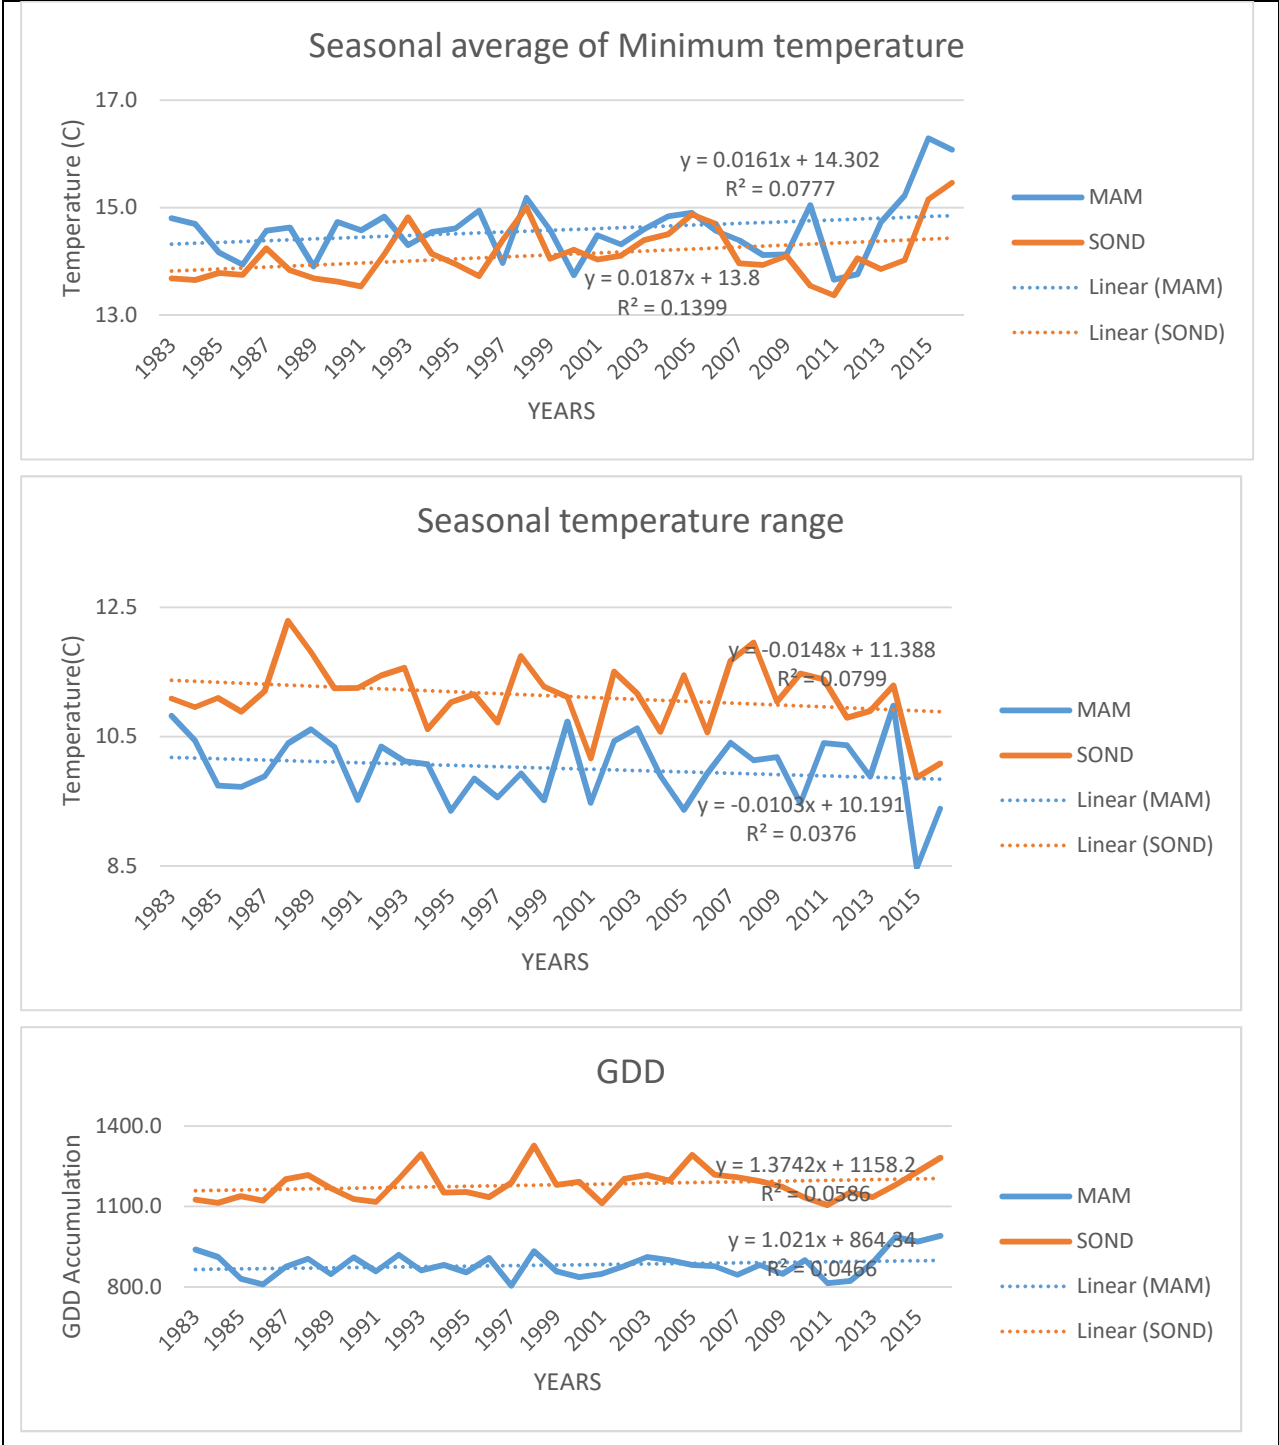 Seasonal average of Minimum temperature
17.0
15.0
13.0
Temperature (C)
y = 0.0161x + 14.302
R² = 0.0777
y = 0.0187x + 13.8
R² = 0.1399
1983 1985 1987 1989 1991 1993 1995 1997 1999 2001 2003 2005 2007 2009 2011 2013 2015
YEARS
MAM
SOND
Linear (MAM)
Linear (SOND)
Seasonal temperature range
12.5
10.5
8.5
Temperature(C)
y = -0.0148x + 11.388
R² = 0.0799
y = -0.0103x + 10.191
R² = 0.0376
1983 1985 1987 1989 1991 1993 1995 1997 1999 2001 2003 2005 2007 2009 2011 2013 2015
YEARS
MAM
SOND
Linear (MAM)
Linear (SOND)
GDD
1400.0
1100.0
800.0
GDD Accumulation
y = 1.3742x + 1158.2
R² = 0.0586
y = 1.021x + 864.34
R² = 0.0466
1983 1985 1987 1989 1991 1993 1995 1997 1999 2001 2003 2005 2007 2009 2011 2013 2015
YEARS
MAM
SOND
Linear (MAM)
Linear (SOND)